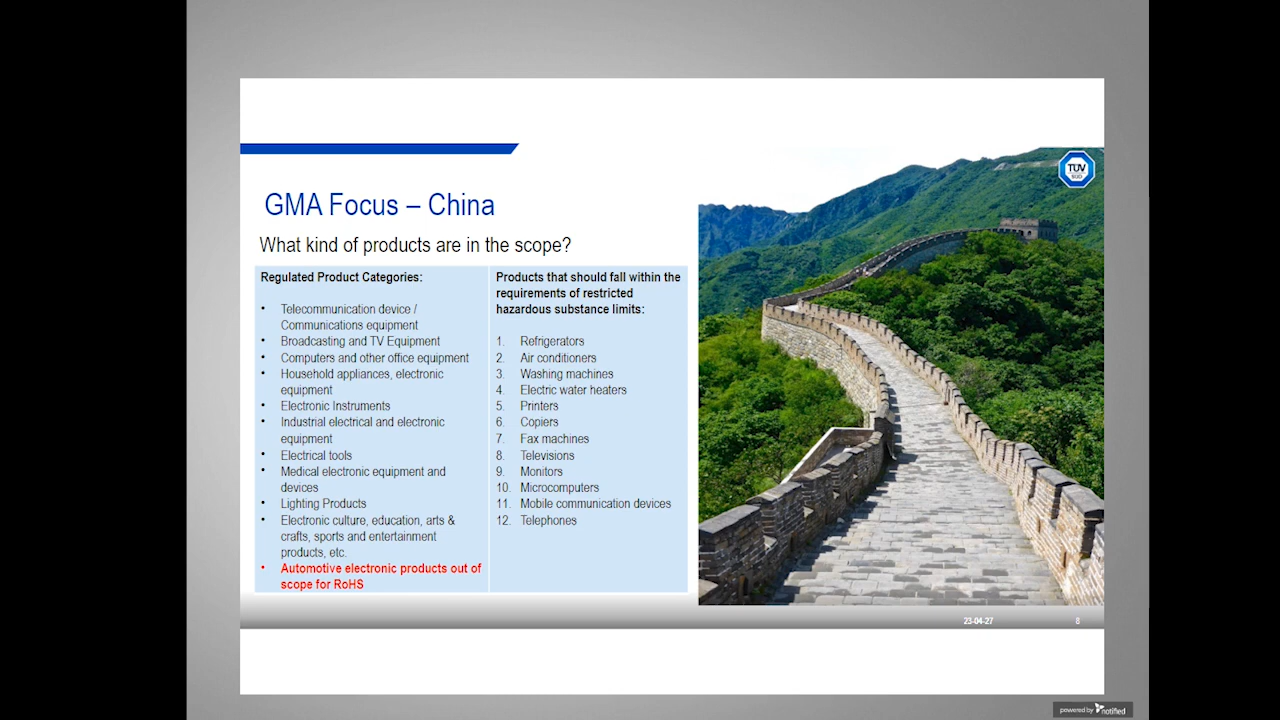 TÜV
SÜD
GMA Focus – China
What kind of products are in the scope?
Regulated Product Categories:
• Telecommunication device /
Communications equipment
• Broadcasting and TV Equipment
• Computers and other office equipment
• Household appliances, electronic
equipment
• Electronic Instruments
• Industrial electrical and electronic
equipment
• Electrical tools
• Medical electronic equipment and
devices
• Lighting Products
• Electronic culture, education, arts &
crafts, sports and entertainment
products, etc.
• Automotive electronic products out of
scope for RoHS
Products that should fall within the
requirements of restricted
hazardous substance limits:
1. Refrigerators
2. Air conditioners
3. Washing machines
4. Electric water heaters
5. Printers
6. Copiers
7. Fax machines
8. Televisions
9. Monitors
10. Microcomputers
11. Mobile communication devices
12. Telephones
23-04-27
8
powered by notified